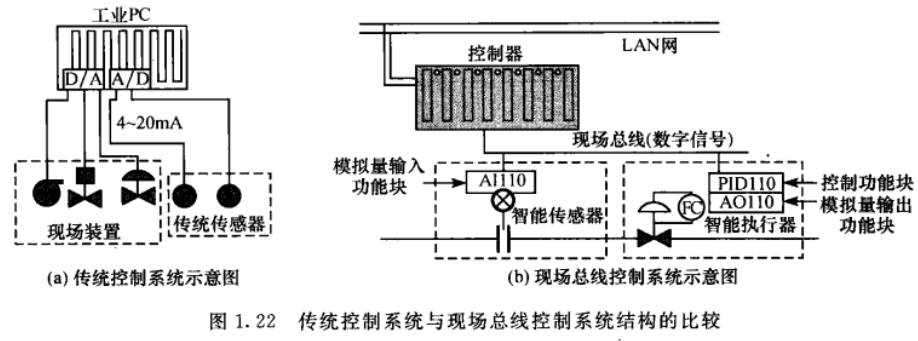 工业PC
D/A A/D
4~20mA
现场装置
传统传感器
(a) 传统控制系统示意图
LAN网
控制器
现场总线(数字信号)
模拟量输入
功能块
AI110
智能传感器
PID110
AO110
FC
智能执行器
控制功能块
模拟量输出
功能块
(b) 现场总线控制系统示意图
图 1.22 传统控制系统与现场总线控制系统结构的比较